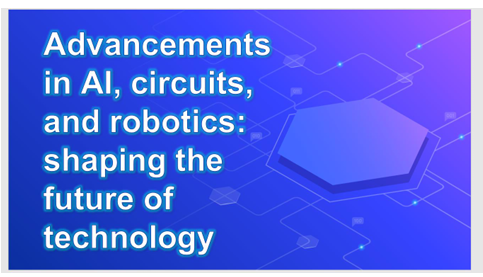 Advancements
in AI, circuits,
and robotics:
shaping the
future of
technology